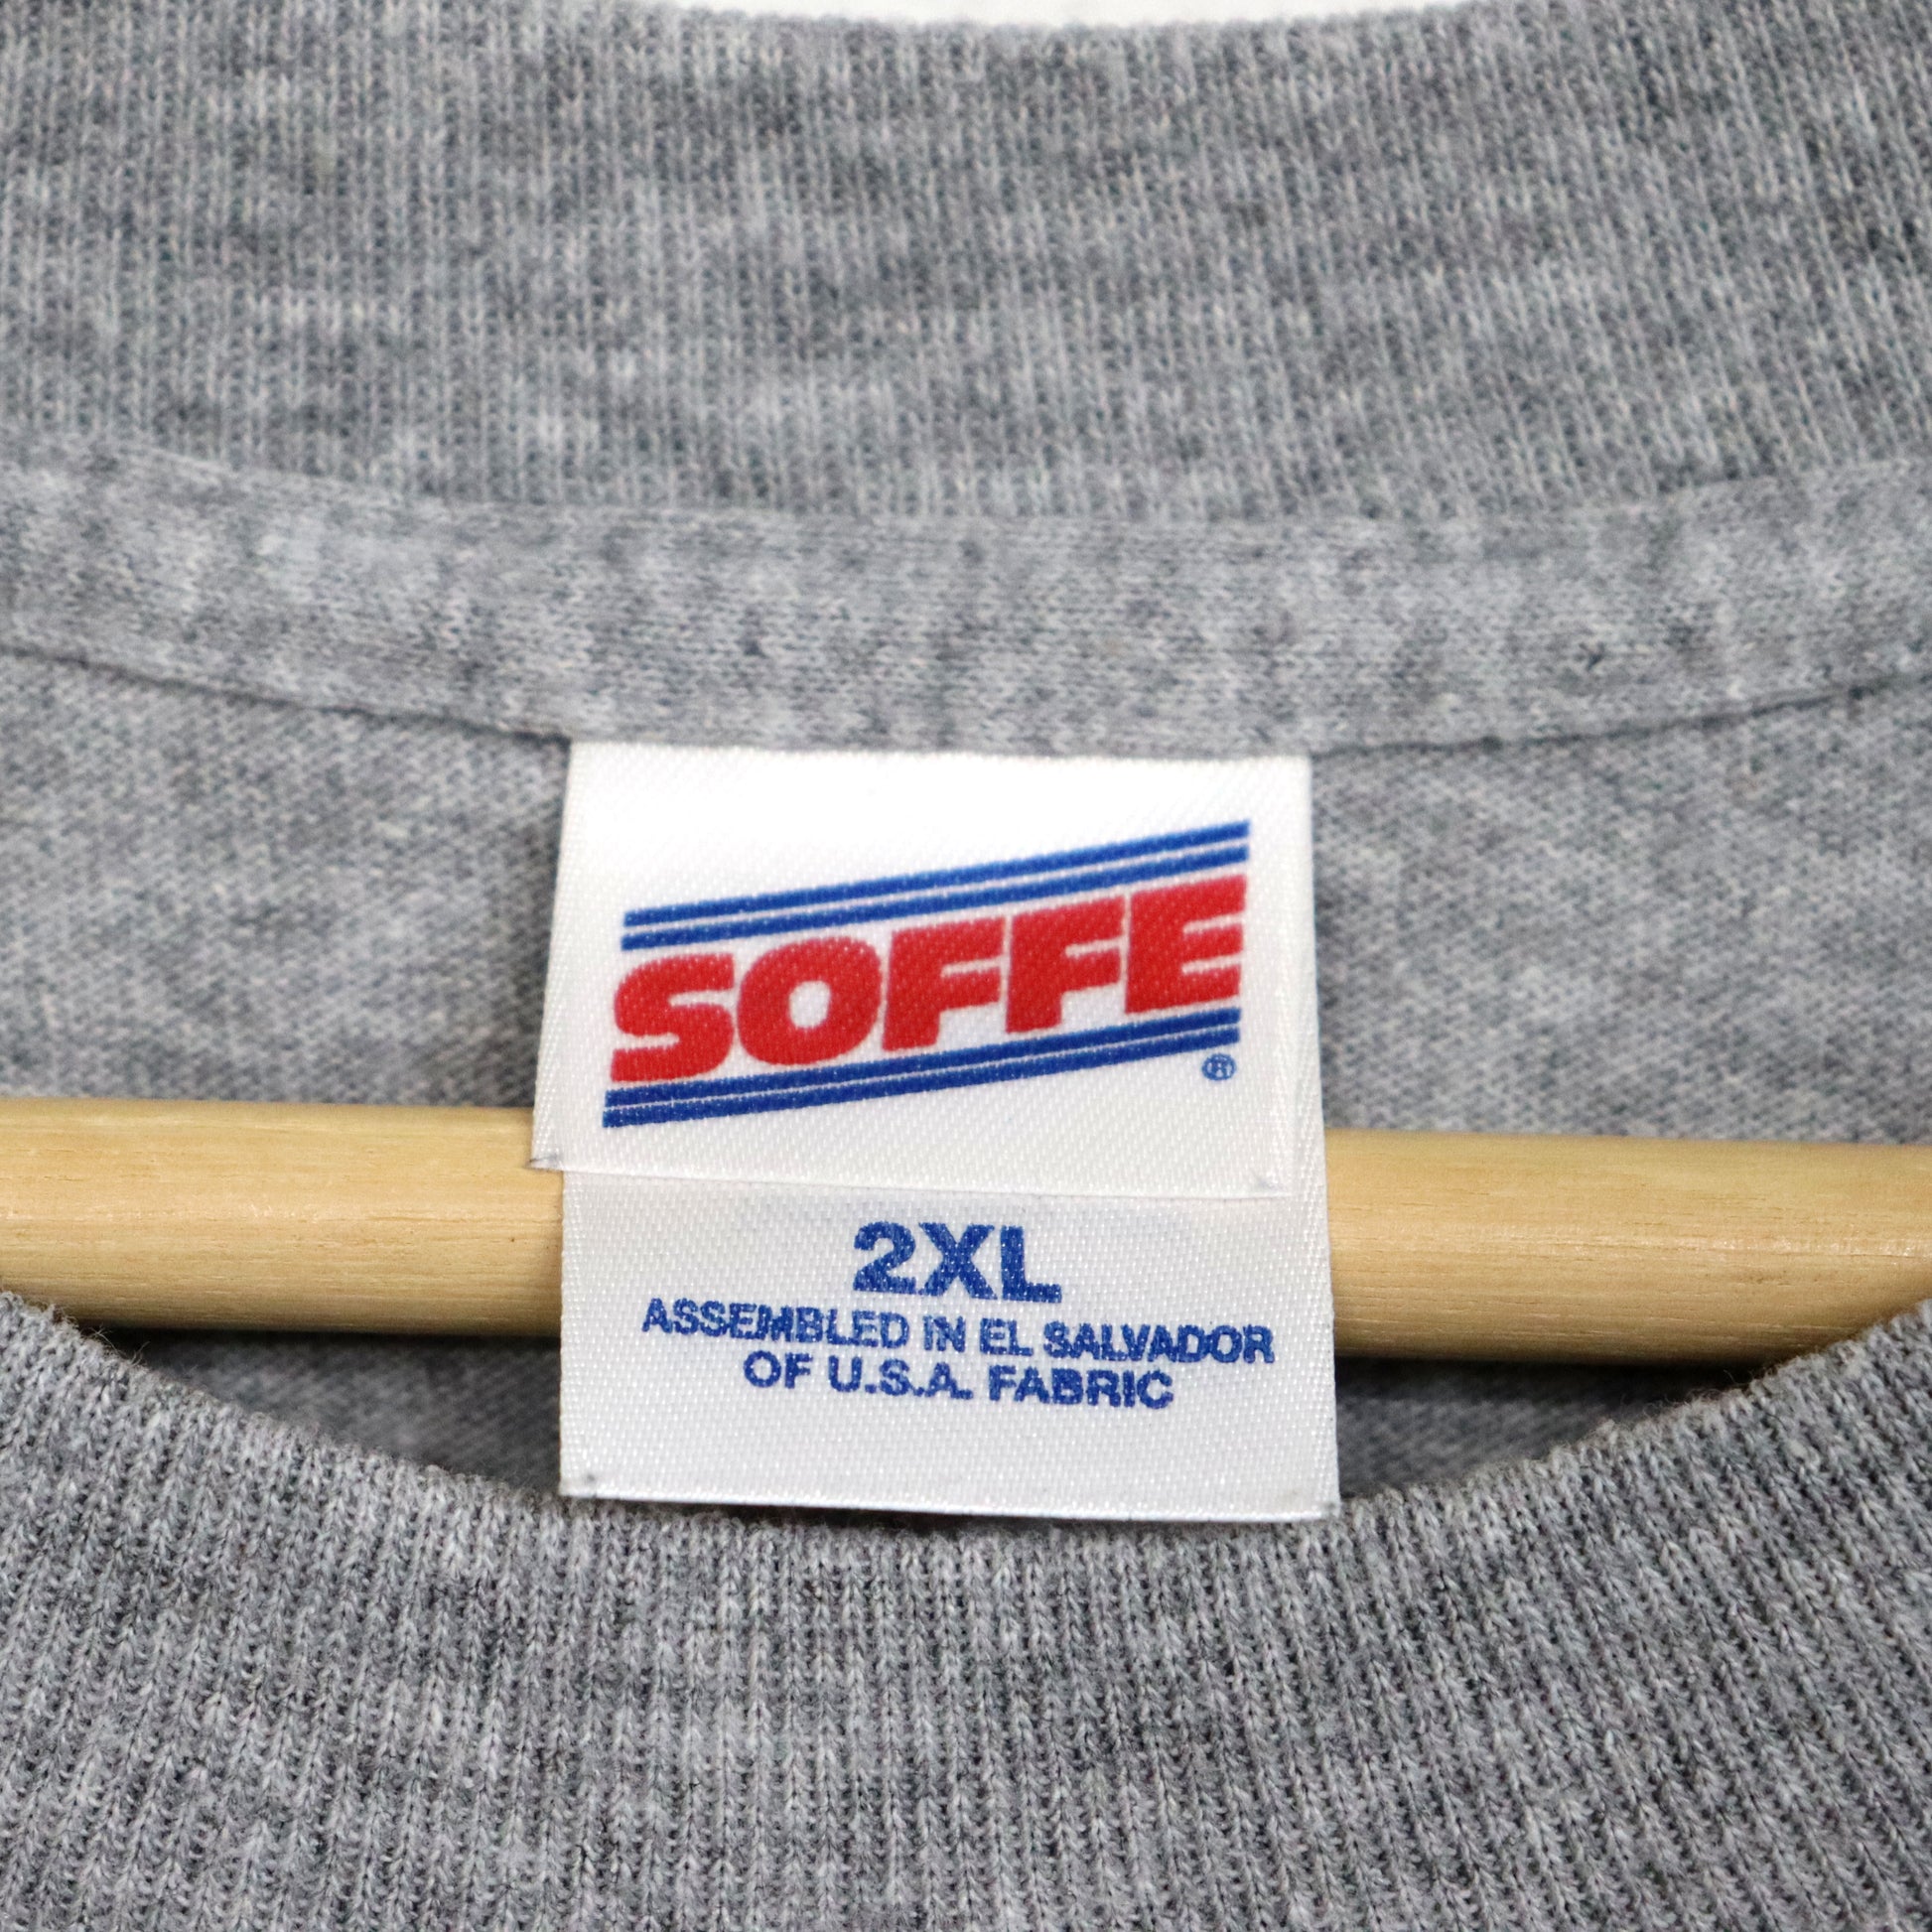 SOFFE
®
2XL
ASSEMBLED IN EL SALVADOR
OF U.S.A. FABRIC